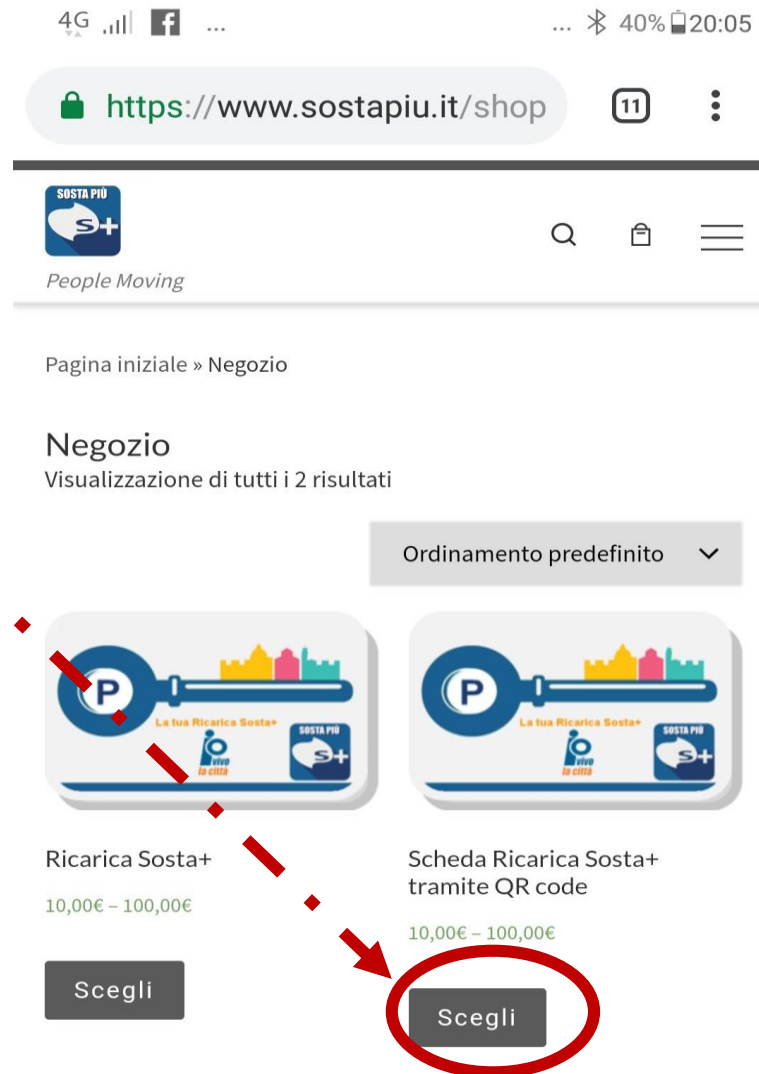 4G ... ... 40% 20:05
https://www.sostapiu.it/shop 11
SOSTA PIÙ
S+
People Moving
Pagina iniziale » Negozio
Negozio
Visualizzazione di tutti i 2 risultati
Ordinamento predefinito
P
La tua Ricarica Sosta+
vivo
la città
SOSTA PIÙ
S+
P
La tua Ricarica Sosta+
vivo
la città
SOSTA PIÙ
S+
Ricarica Sosta+
10,00€ – 100,00€
Scegli
Scheda Ricarica Sosta+
tramite QR code
10,00€ – 100,00€
Scegli